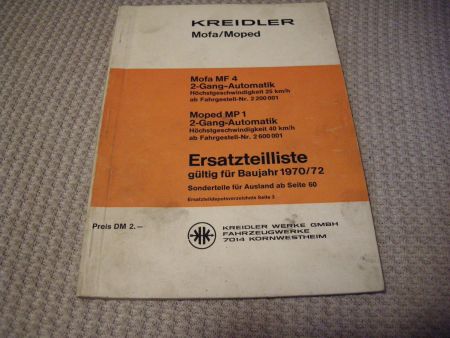 KREIDLER
Mofa/Moped
Mofa MF 4
2-Gang-Automatik
Höchstgeschwindigkeit 25 km/h
ab Fahrgestell-Nr. 2 200 001
Moped MP 1
2-Gang-Automatik
Höchstgeschwindigkeit 40 km/h
ab Fahrgestell-Nr. 2 600 001
Ersatzteilliste
gültig für Baujahr 1970/72
Sonderteile für Ausland ab Seite 60
Ersatzteildepotverzeichnis Seite 3
Preis DM 2.—
KREIDLER WERKE GMBH
FAHRZEUGWERKE
7014 KORNWESTHEIM